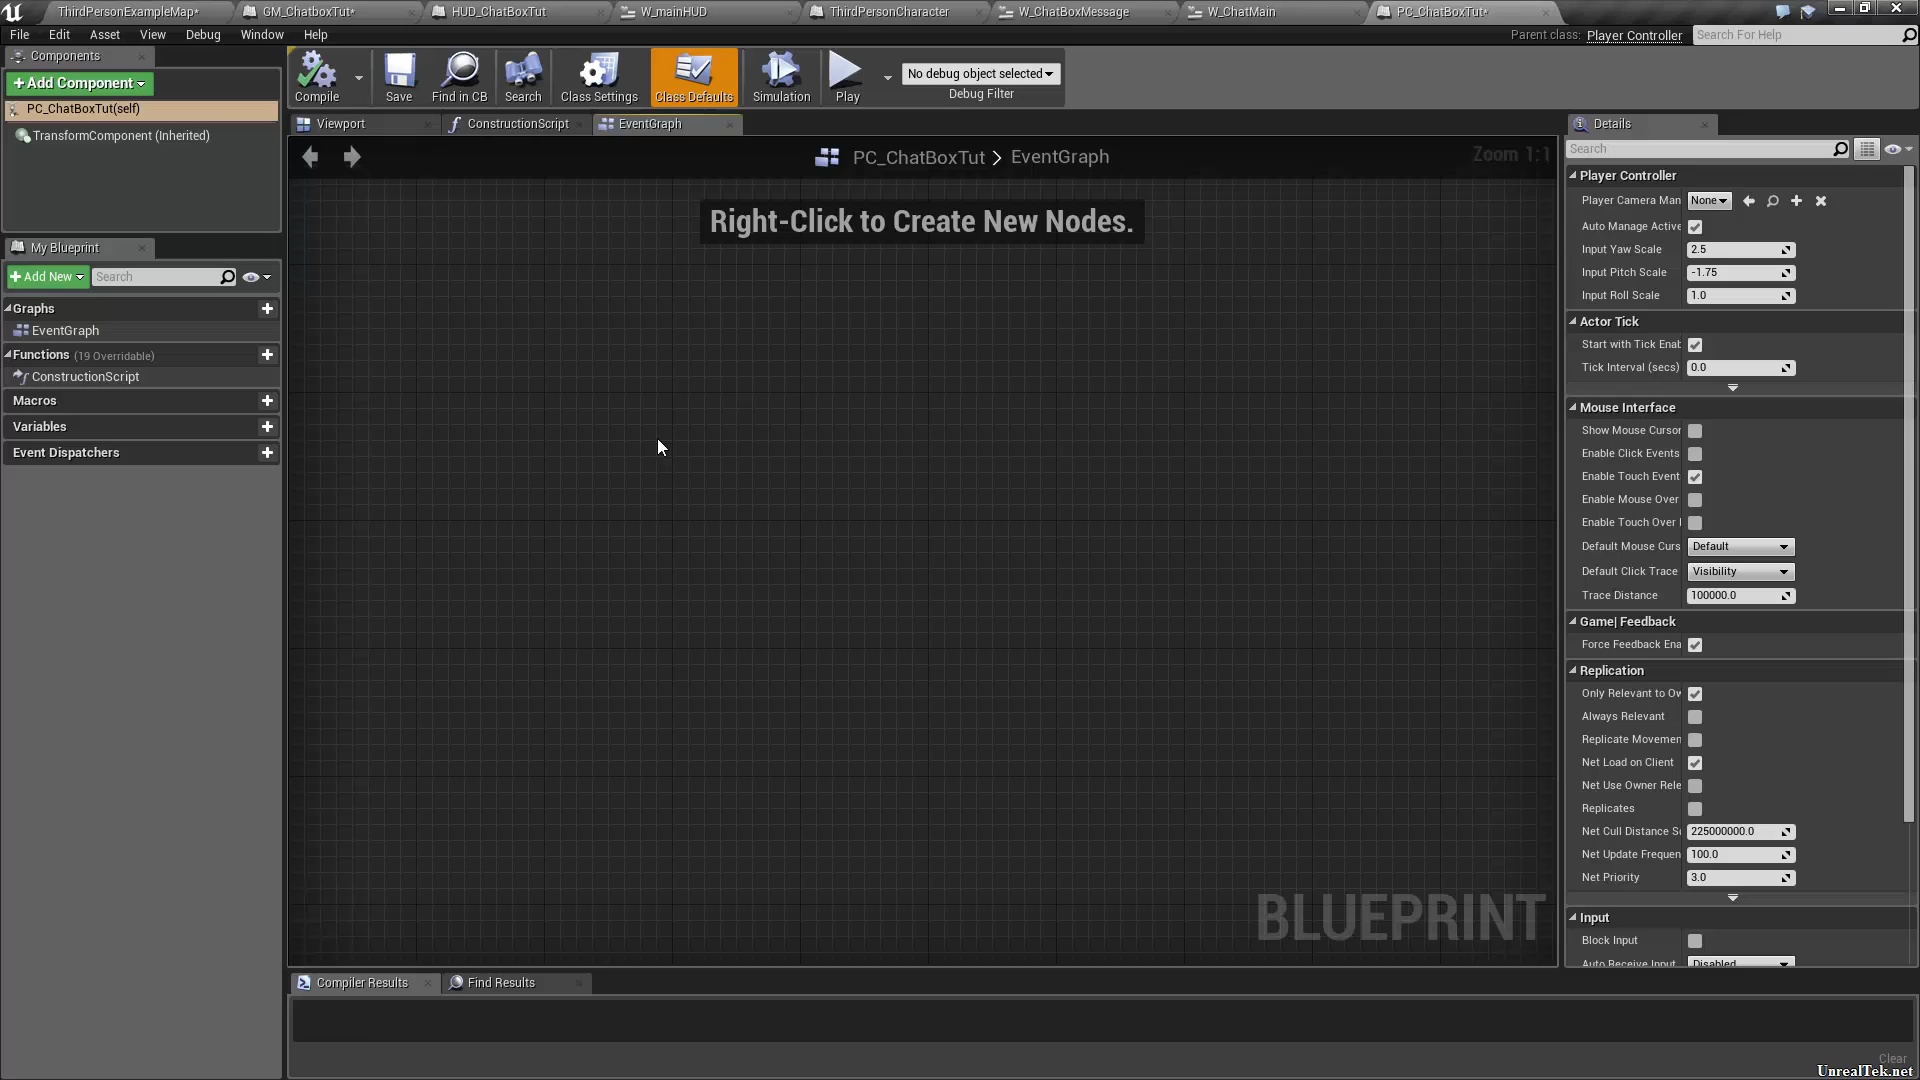 ThirdPersonExampleMap*
GM_ChatboxTut*
HUD_ChatBoxTut
W_mainHUD
ThirdPersonCharacter
W_ChatBoxMessage
W_ChatMain
PC_ChatBoxTut*
File Edit Asset View Debug Window Help
Parent class: Player Controller
Search For Help
Components
Add Component
PC_ChatBoxTut(self)
TransformComponent (Inherited)
My Blueprint
Add New
Search
Graphs
EventGraph
Functions (19 Overridable)
ConstructionScript
Macros
Variables
Event Dispatchers
Compile
Save
Find in CB
Search
Class Settings
Class Defaults
Simulation
Play
No debug object selected
Debug Filter
Viewport
ConstructionScript
EventGraph
PC_ChatBoxTut > EventGraph
Zoom 1:1
Right-Click to Create New Nodes.
BLUEPRINT
Compiler Results
Find Results
Clear
Details
Search
Player Controller
Player Camera Man None
Auto Manage Active
Input Yaw Scale 2.5
Input Pitch Scale -1.75
Input Roll Scale 1.0
Actor Tick
Start with Tick Enab
Tick Interval (secs) 0.0
Mouse Interface
Show Mouse Cursor
Enable Click Events
Enable Touch Event
Enable Mouse Over
Enable Touch Over
Default Mouse Curs Default
Default Click Trace Visibility
Trace Distance 100000.0
Game| Feedback
Force Feedback Ena
Replication
Only Relevant to Ow
Always Relevant
Replicate Movemen
Net Load on Client
Net Use Owner Rele
Replicates
Net Cull Distance S 225000000.0
Net Update Frequen 100.0
Net Priority 3.0
Input
Block Input
Auto Receive Input Disabled
UnrealTek.net